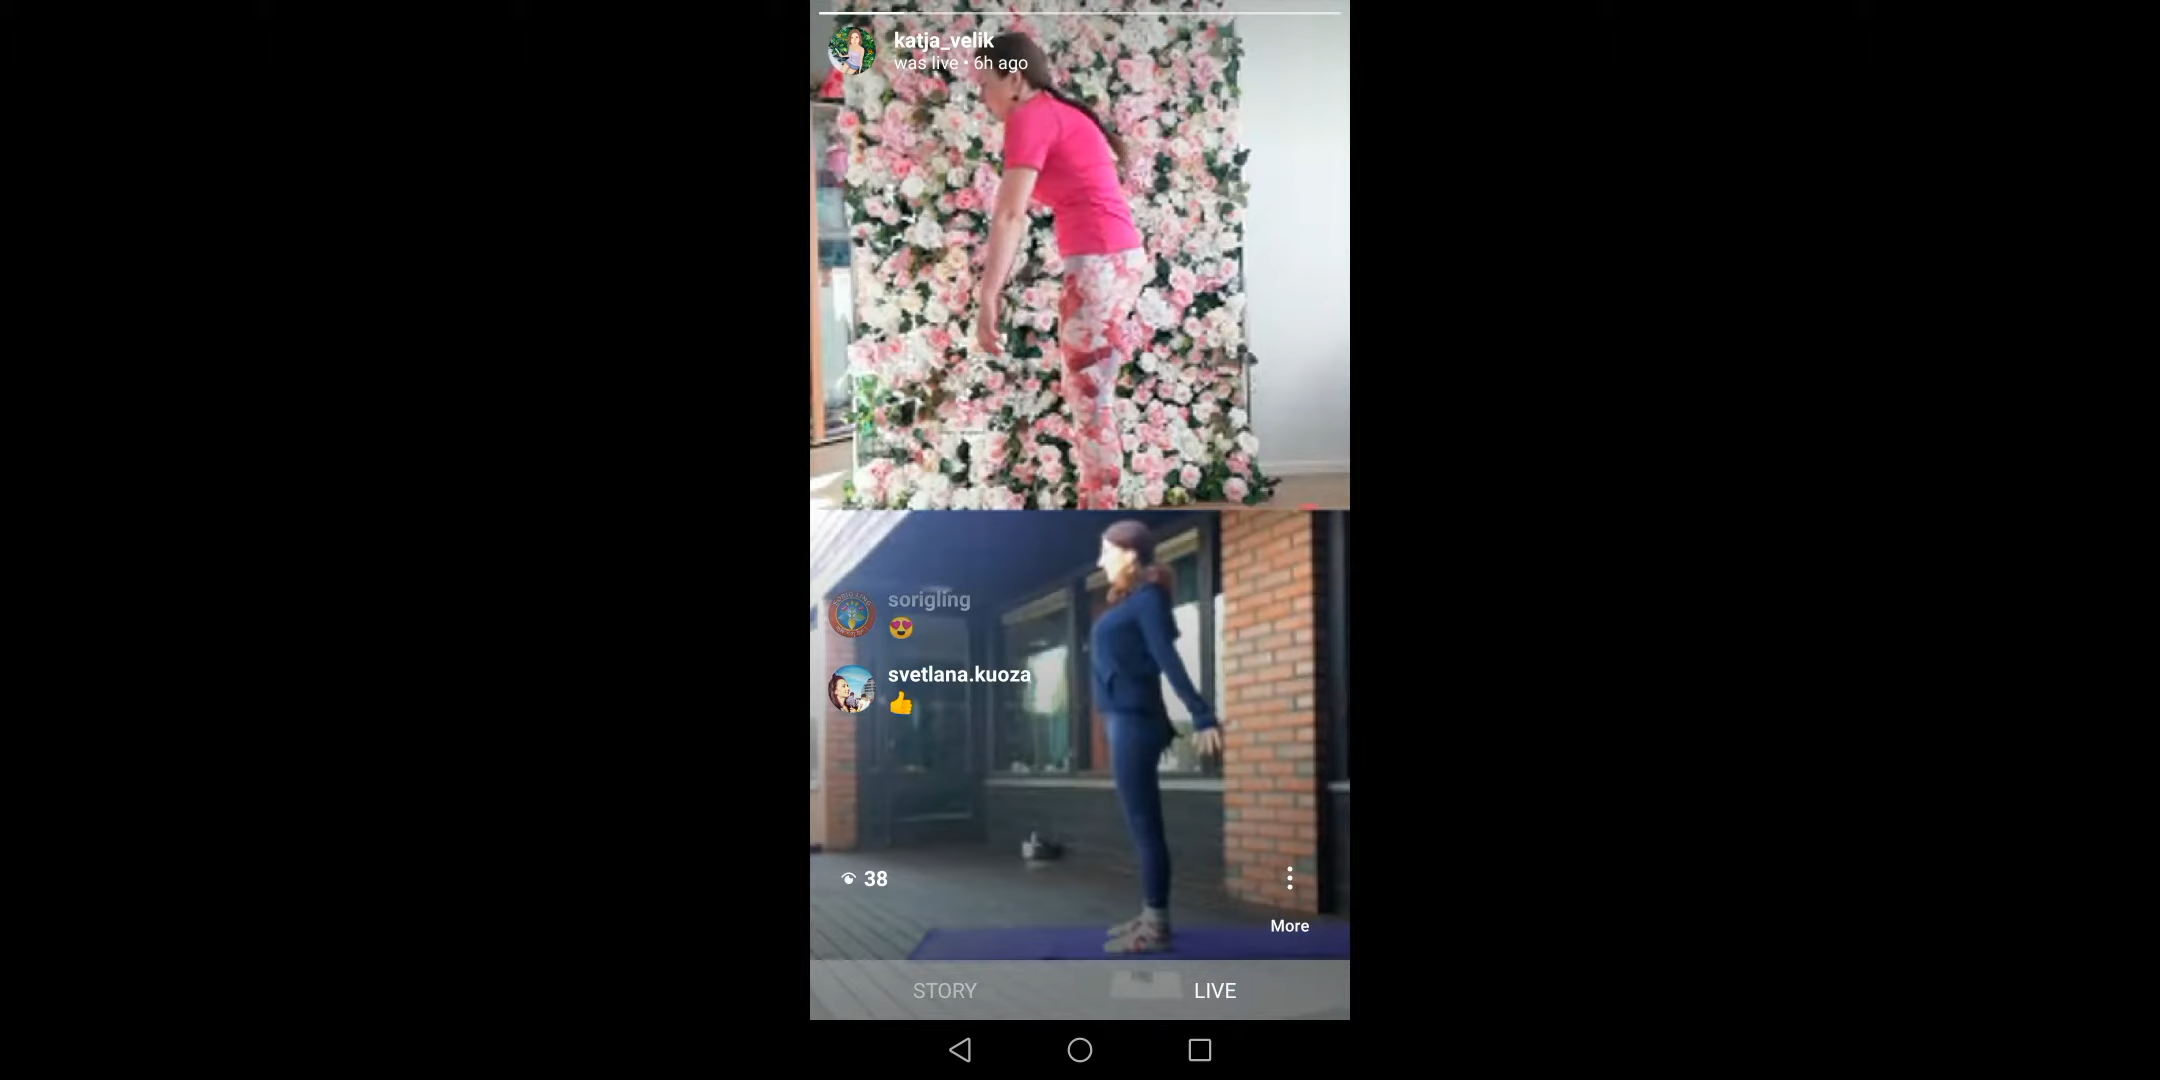 katja_velik
was live • 6h ago
sorigling
😍
svetlana.kuoza
👍
38
More
STORY
LIVE